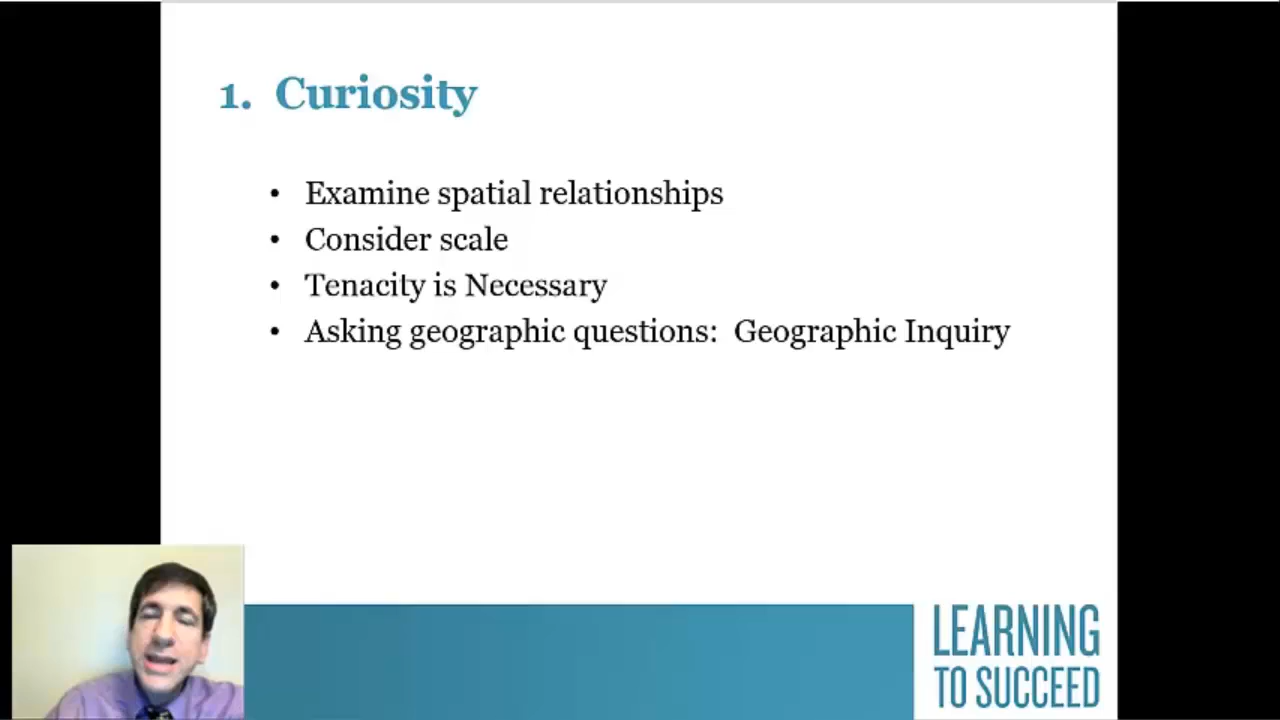 1. Curiosity
• Examine spatial relationships
• Consider scale
• Tenacity is Necessary
• Asking geographic questions: Geographic Inquiry
LEARNING
TO SUCCEED